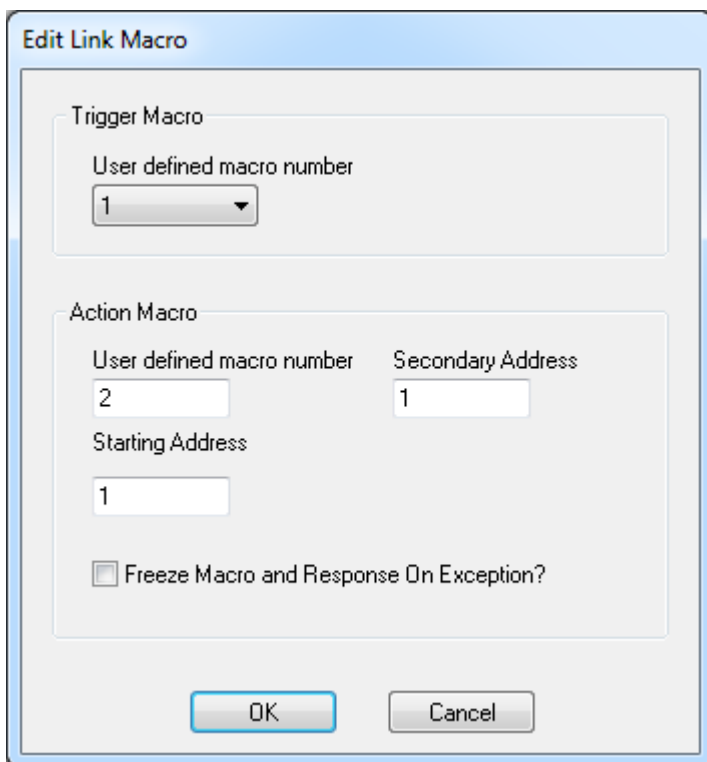 Edit Link Macro
Trigger Macro
User defined macro number
1
Action Macro
User defined macro number Secondary Address
2 1
Starting Address
1
Freeze Macro and Response On Exception?
OK Cancel